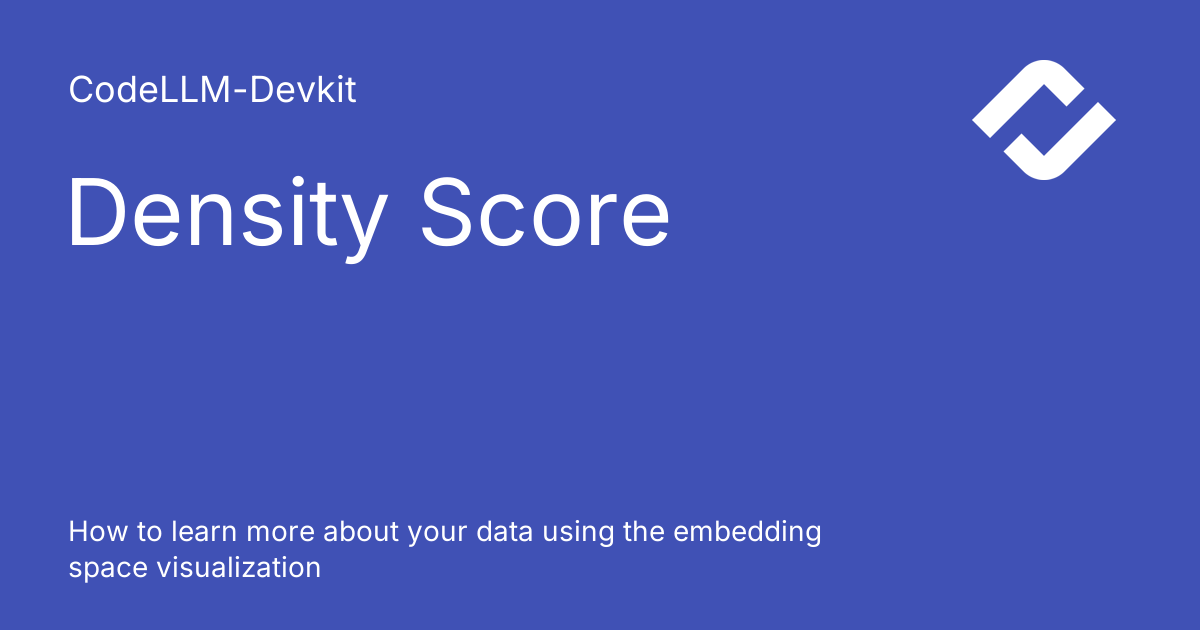 CodeLLM-Devkit
Density Score
How to learn more about your data using the embedding
space visualization